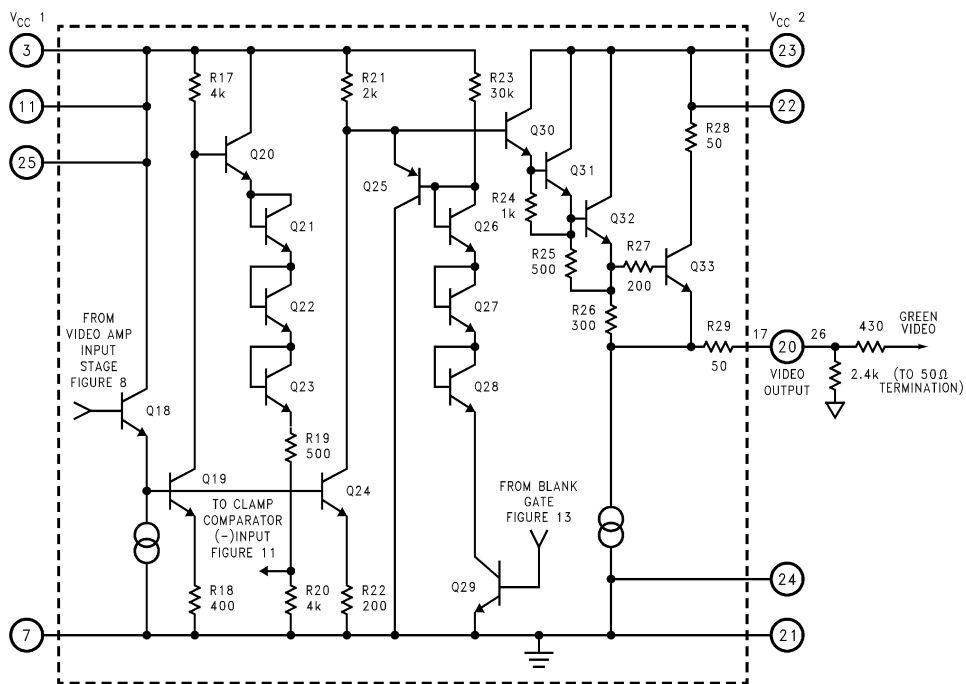 VCC 1
VCC 2
3
23
R17
4k
R21
2k
R23
30k
11
22
Q20
Q30
R28
50
25
Q31
Q25
R24
1k
Q21
Q26
Q32
R27
200
Q33
R25
500
Q22
Q27
R26
300
FROM
VIDEO AMP
INPUT
STAGE
FIGURE 8
R29
50
17
20
26
VIDEO
OUTPUT
430
GREEN
VIDEO
2.4k
(TO 50Ω
TERMINATION)
Q23
Q28
Q18
R19
500
Q19
Q24
TO CLAMP
COMPARATOR
(-)INPUT
FIGURE 11
FROM BLANK
GATE
FIGURE 13
R18
400
R20
4k
R22
200
Q29
24
7
21